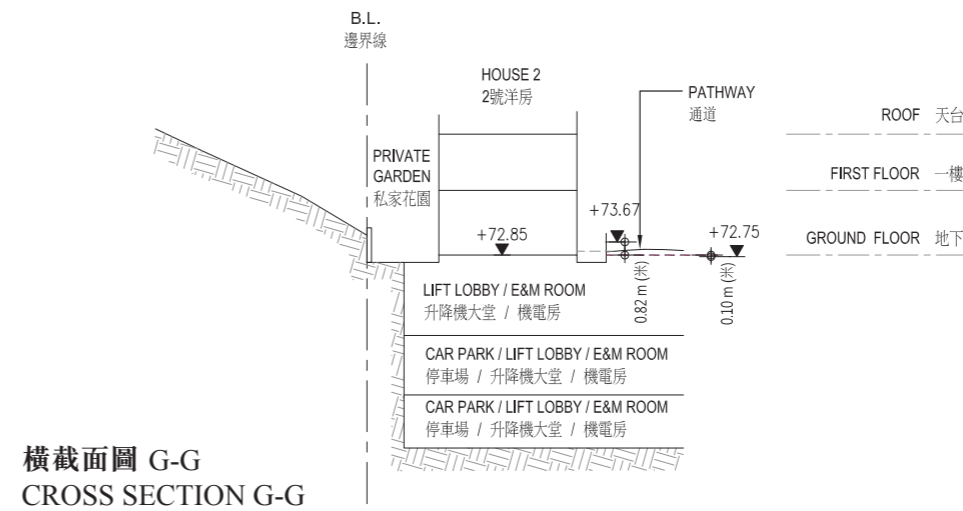 B.L.
邊界線
HOUSE 2
2號洋房
PATHWAY
通道
ROOF 天台
PRIVATE
GARDEN
私家花園
FIRST FLOOR 一樓
+73.67
+72.85
+72.75
GROUND FLOOR 地下
0.82 m (米)
0.10 m (米)
LIFT LOBBY / E&M ROOM
升降機大堂 / 機電房
CAR PARK / LIFT LOBBY / E&M ROOM
停車場 / 升降機大堂 / 機電房
CAR PARK / LIFT LOBBY / E&M ROOM
停車場 / 升降機大堂 / 機電房
橫截面圖 G-G
CROSS SECTION G-G